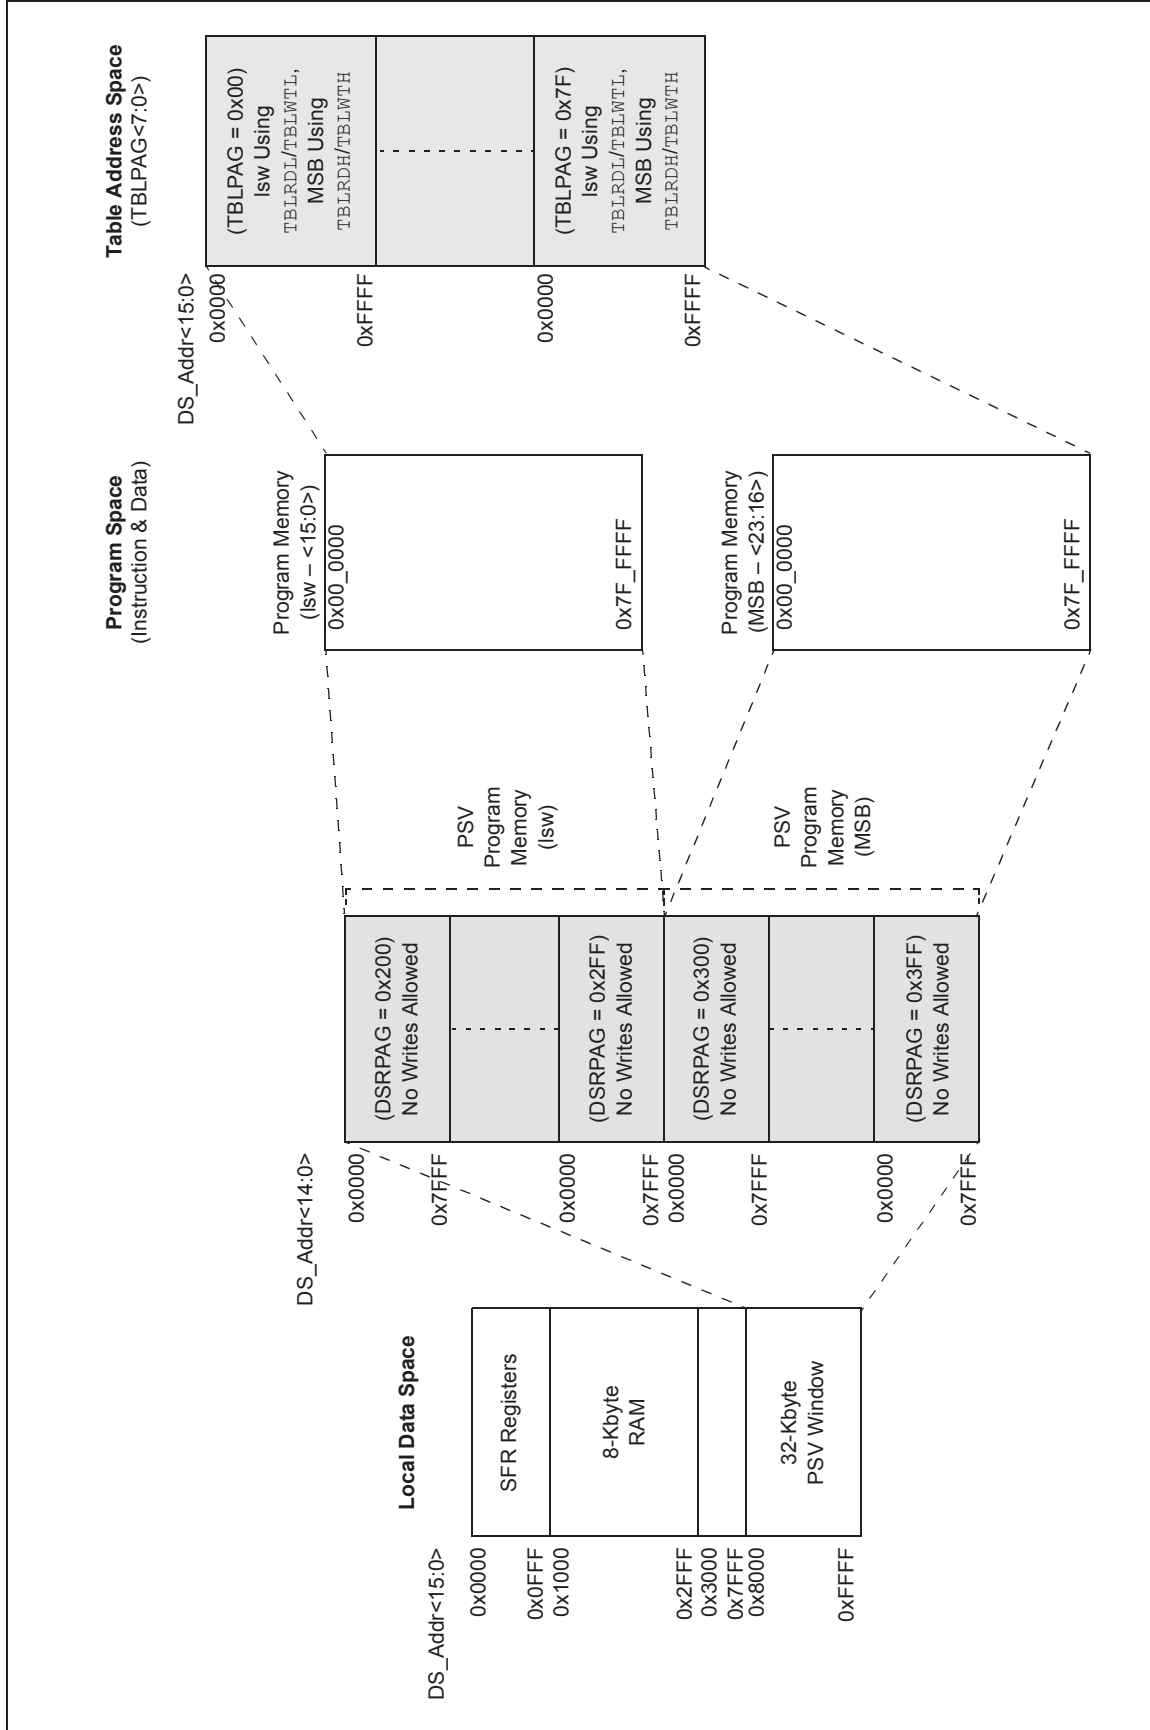 Local Data Space
DS_Addr<15:0>
0x0000
SFR Registers
0x0FFF
0x1000
8-Kbyte
RAM
0x2FFF
0x3000
0x7FFF
0x8000
32-Kbyte
PSV Window
0xFFFF
DS_Addr<14:0>
0x0000
(DSRPAG = 0x200)
No Writes Allowed
0x7FFF
0x0000
(DSRPAG = 0x2FF)
No Writes Allowed
0x7FFF
0x0000
(DSRPAG = 0x300)
No Writes Allowed
0x7FFF
0x0000
(DSRPAG = 0x3FF)
No Writes Allowed
0x7FFF
PSV
Program
Memory
(lsw)
PSV
Program
Memory
(MSB)
Program Space
(Instruction & Data)
Program Memory
(lsw – <15:0>)
0x00_0000
0x7F_FFFF
Program Memory
(MSB – <23:16>)
0x00_0000
0x7F_FFFF
Table Address Space
(TBLPAG<7:0>)
DS_Addr<15:0>
0x0000
(TBLPAG = 0x00)
lsw Using
TBLRDL/TBLWTL,
MSB Using
TBLRDH/TBLWTH
0xFFFF
0x0000
(TBLPAG = 0x7F)
lsw Using
TBLRDL/TBLWTL,
MSB Using
TBLRDH/TBLWTH
0xFFFF